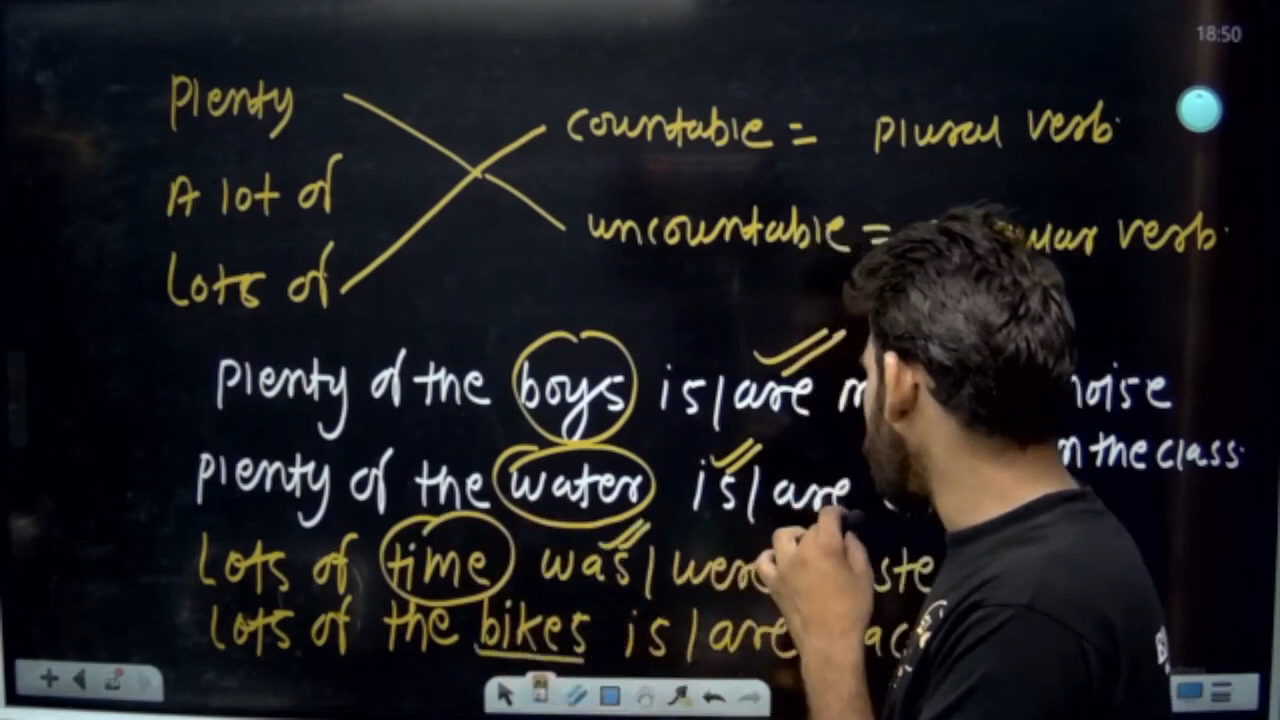 18:50
Plenty
countable = plural verb.
A lot of
uncountable = verb.
Lots of
Plenty of the boys is/are noise
in the class.
plenty of the water is/are
Lots of time was/were
Lots of the bikes is/are